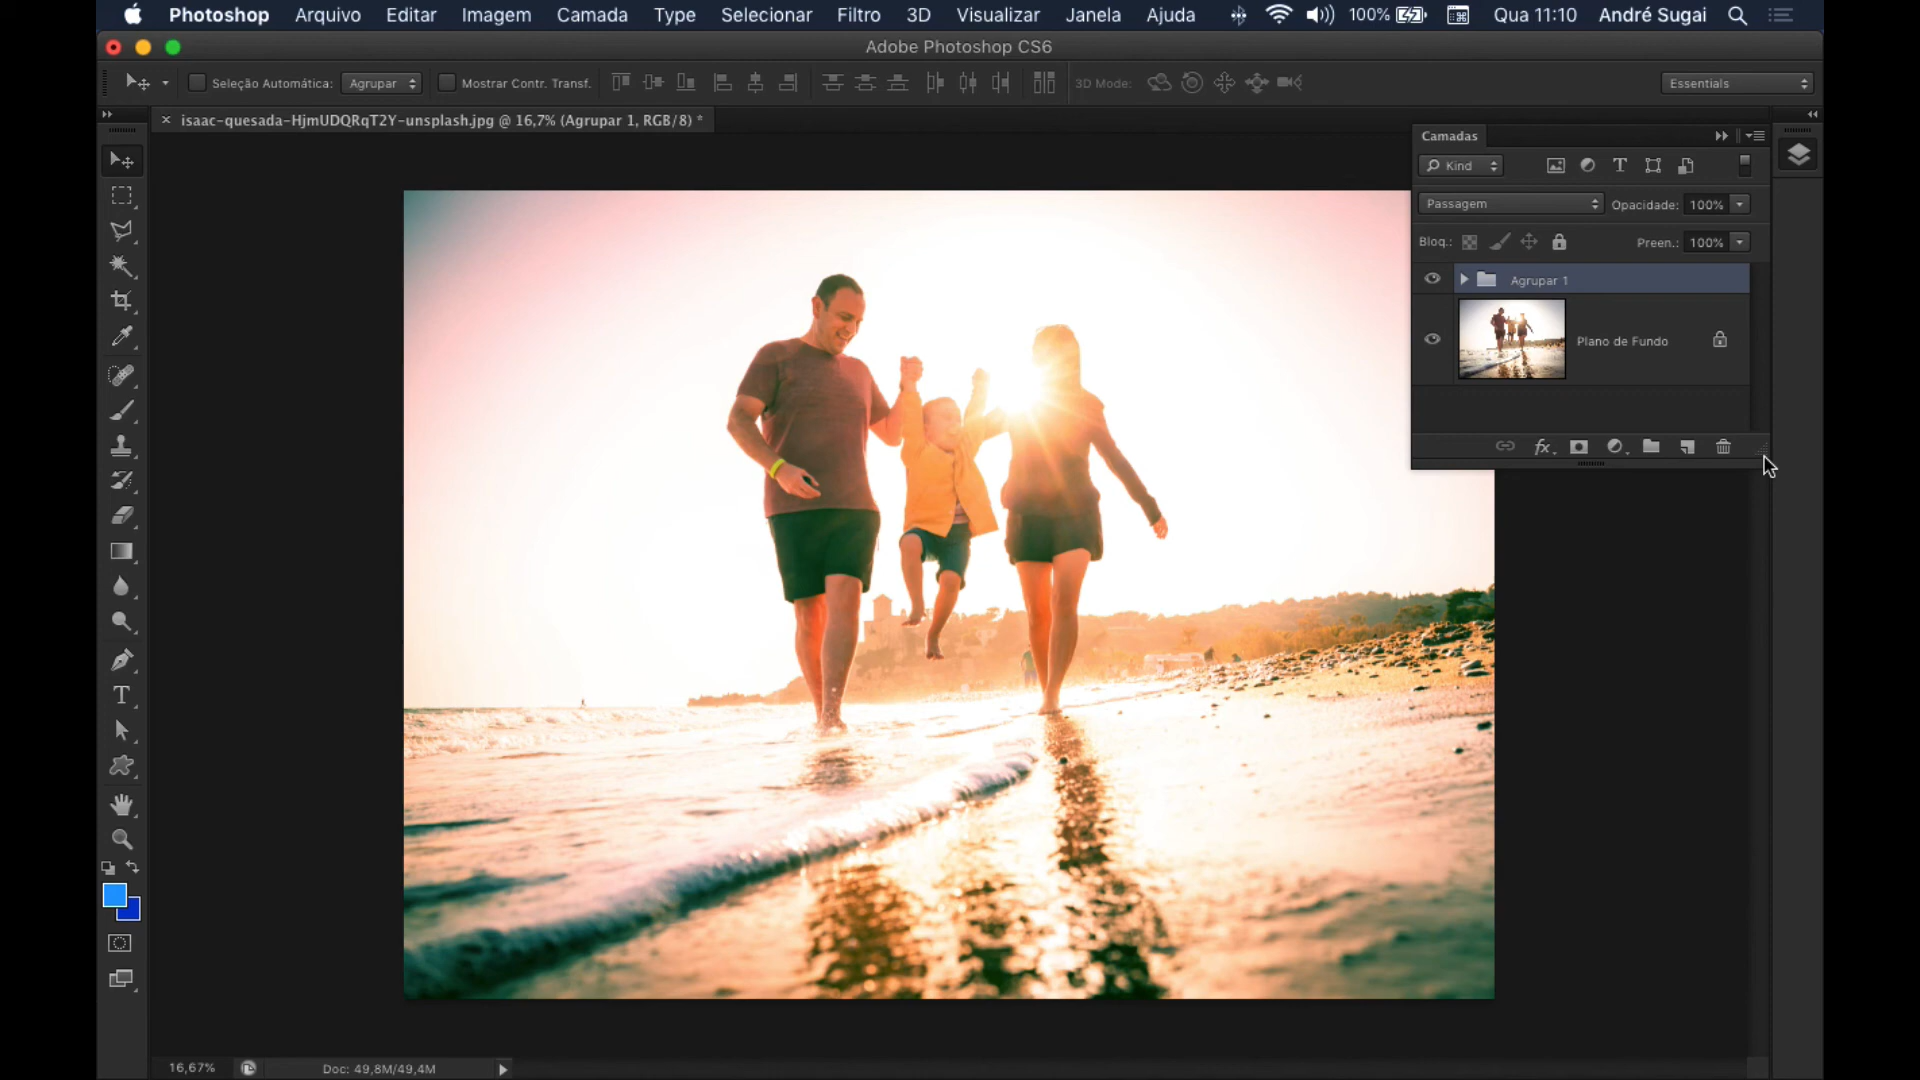 Photoshop Arquivo Editar Imagem Camada Type Selecionar Filtro 3D Visualizar Janela Ajuda 100% Qua 11:10 André Sugai
Adobe Photoshop CS6
Seleção Automática: Agrupar Mostrar Contr. Transf. 3D Mode: Essentials
× isaac-quesada-HjmUDQRqT2Y-unsplash.jpg @ 16,7% (Agrupar 1, RGB/8) *
Camadas
Kind
Passagem Opacidade: 100%
Bloq.: Preen.: 100%
Agrupar 1
Plano de Fundo
fx
16,67% Doc: 49,8M/49,4M